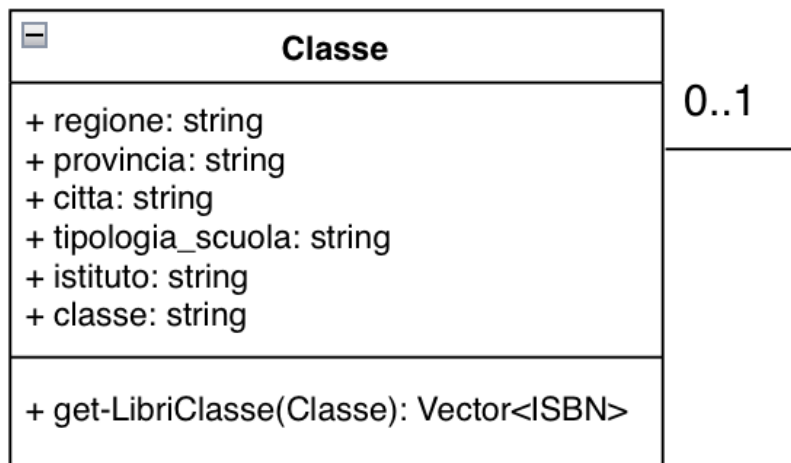 Classe
0..1
+ regione: string
+ provincia: string
+ citta: string
+ tipologia_scuola: string
+ istituto: string
+ classe: string
+ get-LibriClasse(Classe): Vector<ISBN>